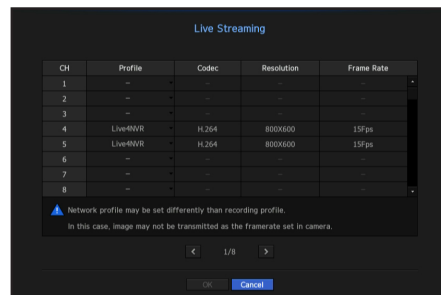 Live Streaming
CH Profile Codec Resolution Frame Rate
1 – – – –
2 – – – –
3 – – – –
4 Live4NVR H.264 800X600 15Fps
5 Live4NVR H.264 800X600 15Fps
6 – – – –
7 – – – –
8 – – – –
Network profile may be set differently than recording profile.
In this case, image may not be transmitted as the framerate set in camera.
< 1/8 >
OK Cancel